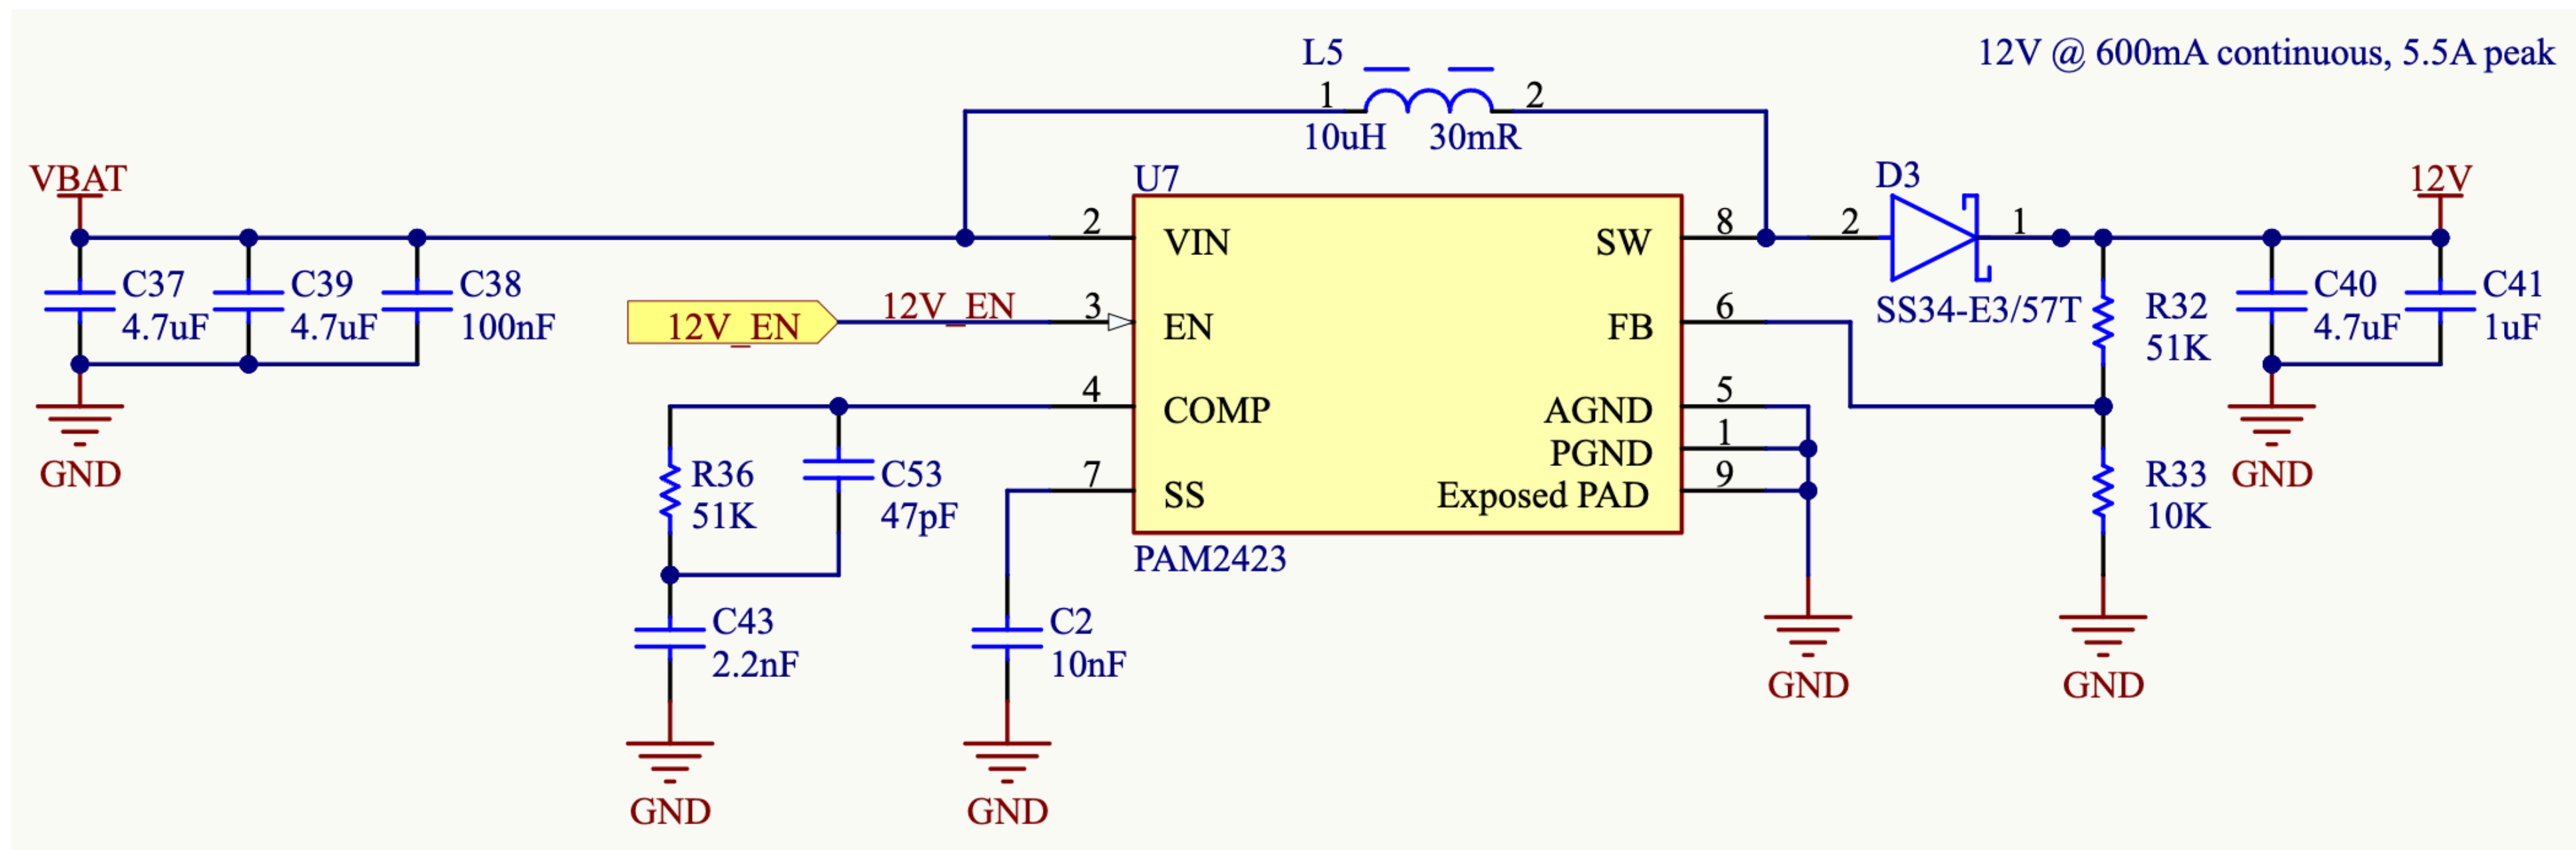 12V @ 600mA continuous, 5.5A peak
L5
1
2
10uH
30mR
VBAT
U7
D3
12V
2
VIN
SW
8
2
1
C37
4.7uF
C39
4.7uF
C38
100nF
12V_EN
12V_EN
3
EN
FB
6
SS34-E3/57T
R32
51K
C40
4.7uF
C41
1uF
4
COMP
AGND
5
PGND
1
7
SS
Exposed PAD
9
GND
R36
51K
C53
47pF
R33
10K
GND
PAM2423
C43
2.2nF
C2
10nF
GND
GND
GND
GND